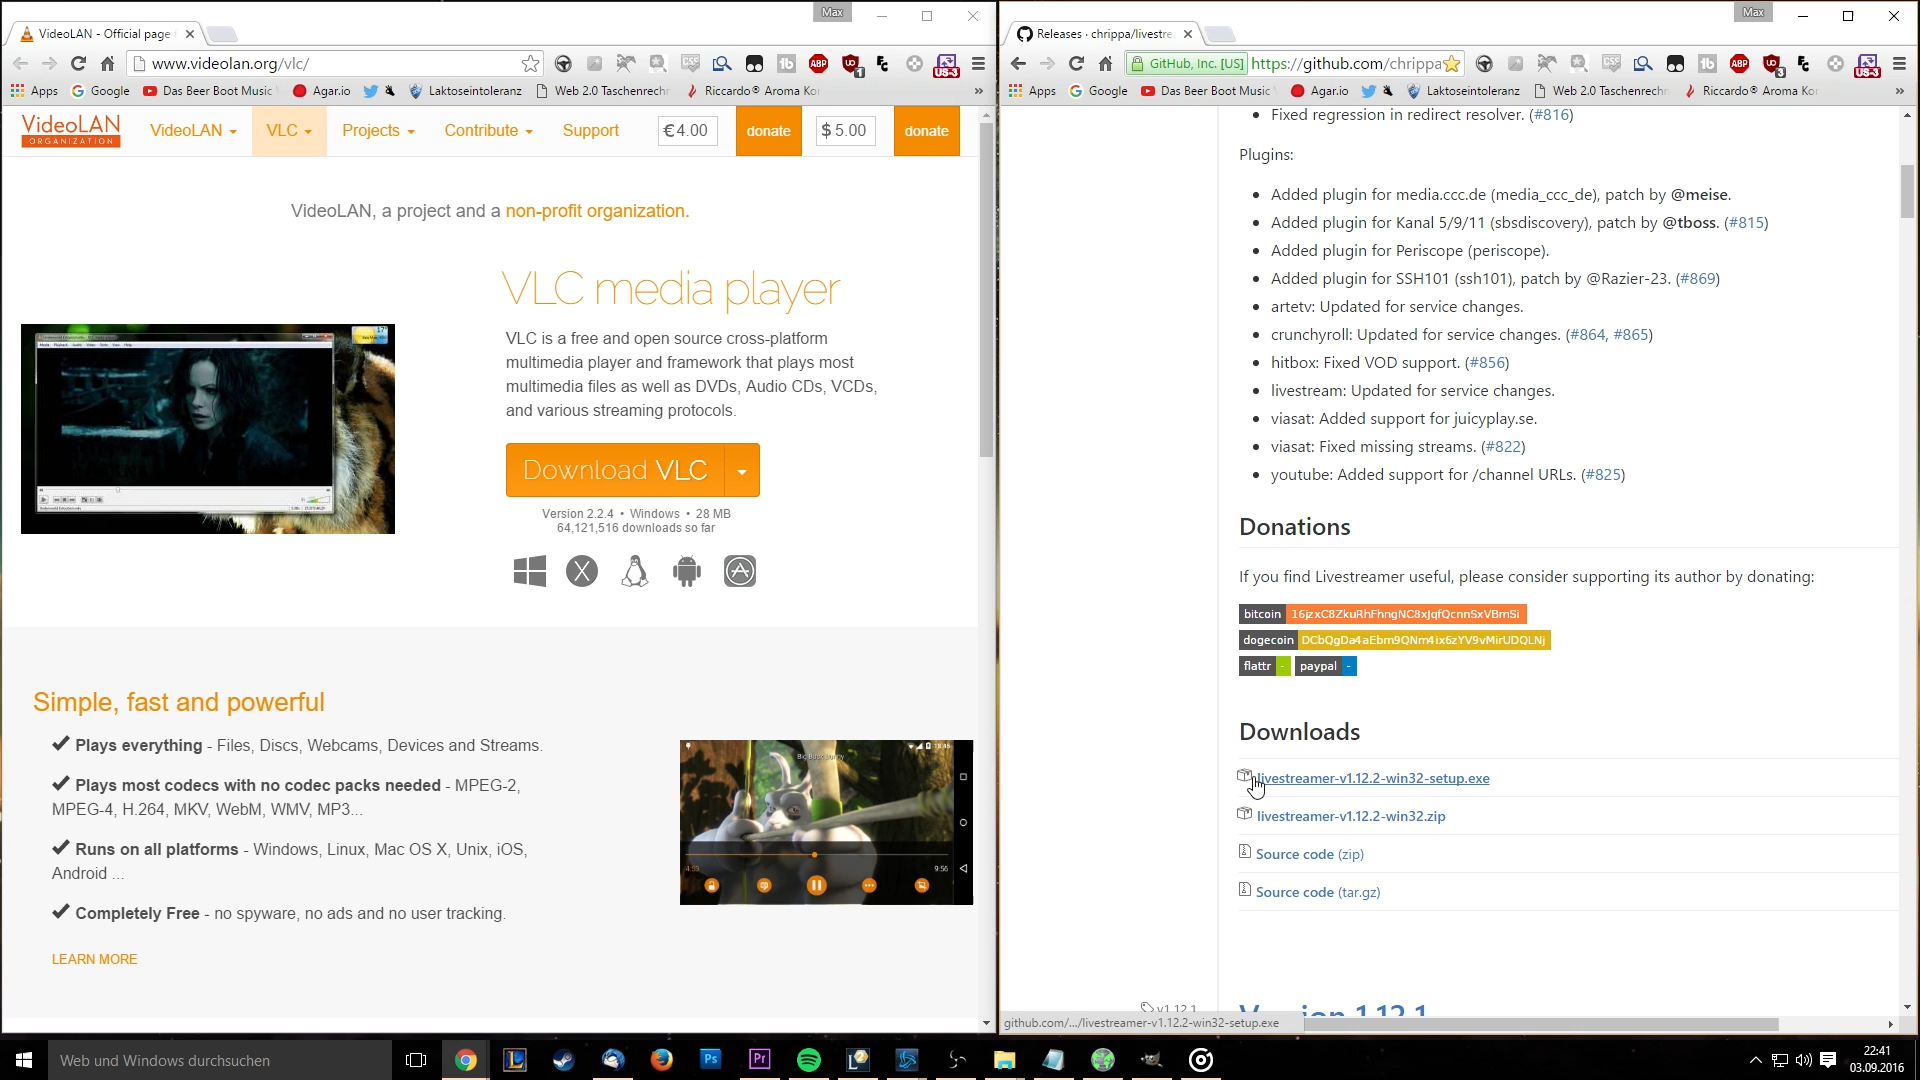 Max
VideoLAN - Official page
www.videolan.org/vlc/
Apps
Google
Das Beer Boot Music
Agar.io
Laktoseintoleranz
Web 2.0 Taschenrechn
Riccardo® Aroma Ko
»
VideoLAN
ORGANIZATION
VideoLAN
VLC
Projects
Contribute
Support
€ 4.00
donate
$ 5.00
donate
VideoLAN, a project and a non-profit organization.
VLC media player
VLC is a free and open source cross-platform
multimedia player and framework that plays most
multimedia files as well as DVDs, Audio CDs, VCDs,
and various streaming protocols.
Download VLC
Version 2.2.4 • Windows • 28 MB
64,121,516 downloads so far
Simple, fast and powerful
Plays everything - Files, Discs, Webcams, Devices and Streams.
Plays most codecs with no codec packs needed - MPEG-2,
MPEG-4, H.264, MKV, WebM, WMV, MP3...
Runs on all platforms - Windows, Linux, Mac OS X, Unix, iOS,
Android ...
Completely Free - no spyware, no ads and no user tracking.
LEARN MORE
Big Buck Bunny
4:53
9:56
Max
Releases · chrippa/livestre
GitHub, Inc. [US]
https://github.com/chrippa
Apps
Google
Das Beer Boot Music
Agar.io
Laktoseintoleranz
Web 2.0 Taschenrechn
Riccardo® Aroma Ko
»
Fixed regression in redirect resolver. (#816)
Plugins:
Added plugin for media.ccc.de (media_ccc_de), patch by @meise.
Added plugin for Kanal 5/9/11 (sbsdiscovery), patch by @tboss. (#815)
Added plugin for Periscope (periscope).
Added plugin for SSH101 (ssh101), patch by @Razier-23. (#869)
artetv: Updated for service changes.
crunchyroll: Updated for service changes. (#864, #865)
hitbox: Fixed VOD support. (#856)
livestream: Updated for service changes.
viasat: Added support for juicyplay.se.
viasat: Fixed missing streams. (#822)
youtube: Added support for /channel URLs. (#825)
Donations
If you find Livestreamer useful, please consider supporting its author by donating:
bitcoin 16jzxC8ZkuRhFhngNC8xJqfQcnnSxVBmSi
dogecoin DCbQgDa4aEbm9QNm4ix6zYV9vMirUDQLNj
flattr - paypal -
Downloads
livestreamer-v1.12.2-win32-setup.exe
livestreamer-v1.12.2-win32.zip
Source code (zip)
Source code (tar.gz)
v1.12.1
Version 1.12.1
github.com/.../livestreamer-v1.12.2-win32-setup.exe
Web und Windows durchsuchen
22:41
03.09.2016